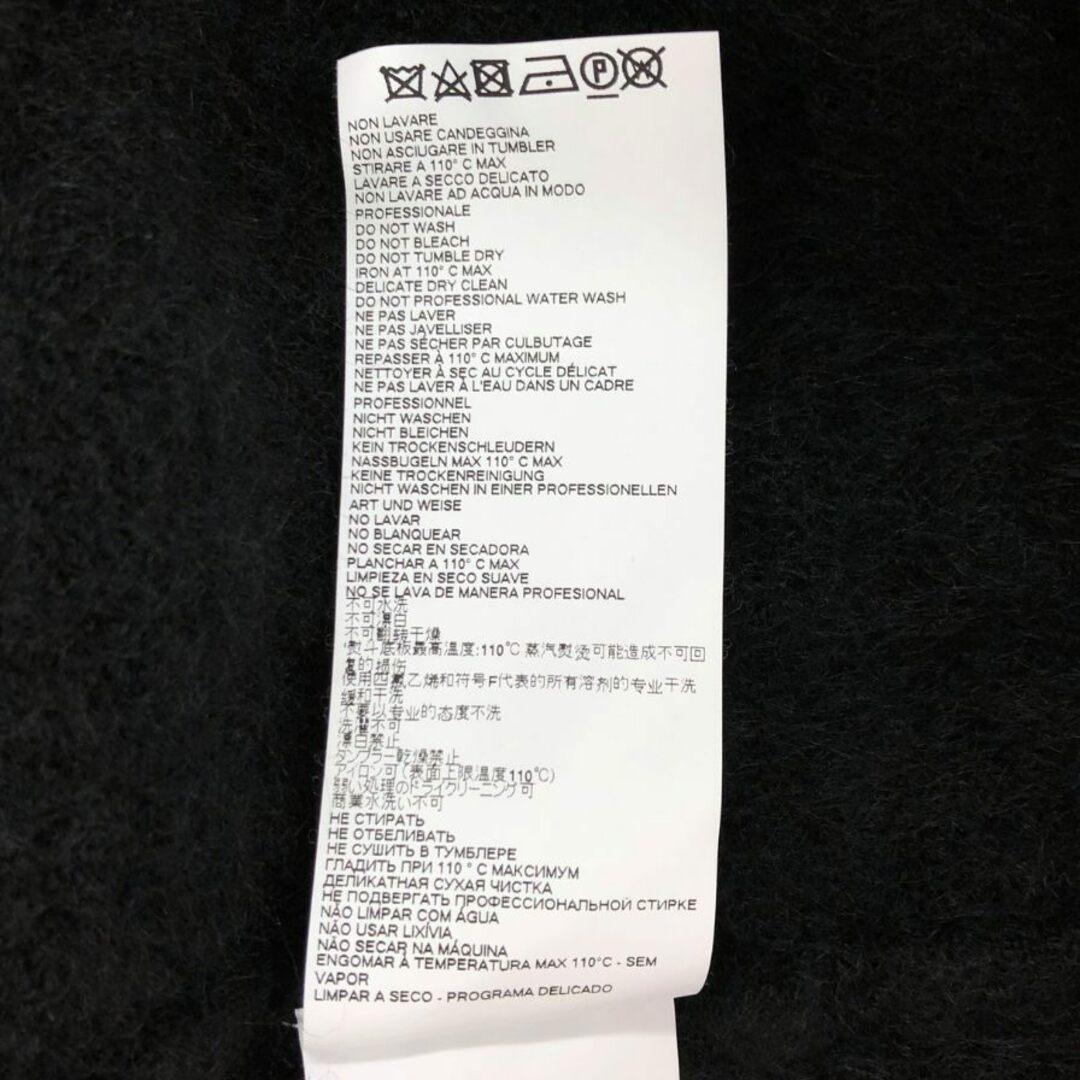 NON LAVARE
NON USARE CANDEGGINA
NON ASCIUGARE IN TUMBLER
STIRARE A 110° C MAX
LAVARE A SECCO DELICATO
NON LAVARE AD ACQUA IN MODO
PROFESSIONALE
DO NOT WASH
DO NOT BLEACH
DO NOT TUMBLE DRY
IRON AT 110° C MAX
DELICATE DRY CLEAN
DO NOT PROFESSIONAL WATER WASH
NE PAS LAVER
NE PAS JAVELLISER
NE PAS SÉCHER PAR CULBUTAGE
REPASSER À 110° C MAXIMUM
NETTOYER À SEC AU CYCLE DÉLICAT
NE PAS LAVER À L'EAU DANS UN CADRE
PROFESSIONNEL
NICHT WASCHEN
NICHT BLEICHEN
KEIN TROCKENSCHLEUDERN
NASSBUGELN MAX 110° C MAX
KEINE TROCKENREINIGUNG
NICHT WASCHEN IN EINER PROFESSIONELLEN
ART UND WEISE
NO LAVAR
NO BLANQUEAR
NO SECAR EN SECADORA
PLANCHAR A 110° C MAX
LIMPIEZA EN SECO SUAVE
NO SE LAVA DE MANERA PROFESIONAL
不可水洗
不可漂白
不可翻转干燥
熨斗底板最高温度:110℃ 蒸汽熨烫可能造成不可回
复的损伤
使用四氯乙烯和符号F代表的所有溶剂的专业干洗
缓和干洗
不要以专业的态度不洗
洗濯不可
漂白禁止
タンブラー乾燥禁止
アイロン可(表面上限温度110℃)
弱い処理のドライクリーニング可
商業水洗い不可
НЕ СТИРАТЬ
НЕ ОТБЕЛИВАТЬ
НЕ СУШИТЬ В ТУМБЛЕРЕ
ГЛАДИТЬ ПРИ 110 ° С МАКСИМУМ
ДЕЛИКАТНАЯ СУХАЯ ЧИСТКА
НЕ ПОДВЕРГАТЬ ПРОФЕССИОНАЛЬНОЙ СТИРКЕ
NÃO LIMPAR COM ÁGUA
NÃO USAR LIXÍVIA
NÃO SECAR NA MÁQUINA
ENGOMAR À TEMPERATURA MAX 110°C - SEM
VAPOR
LIMPAR A SECO - PROGRAMA DELICADO